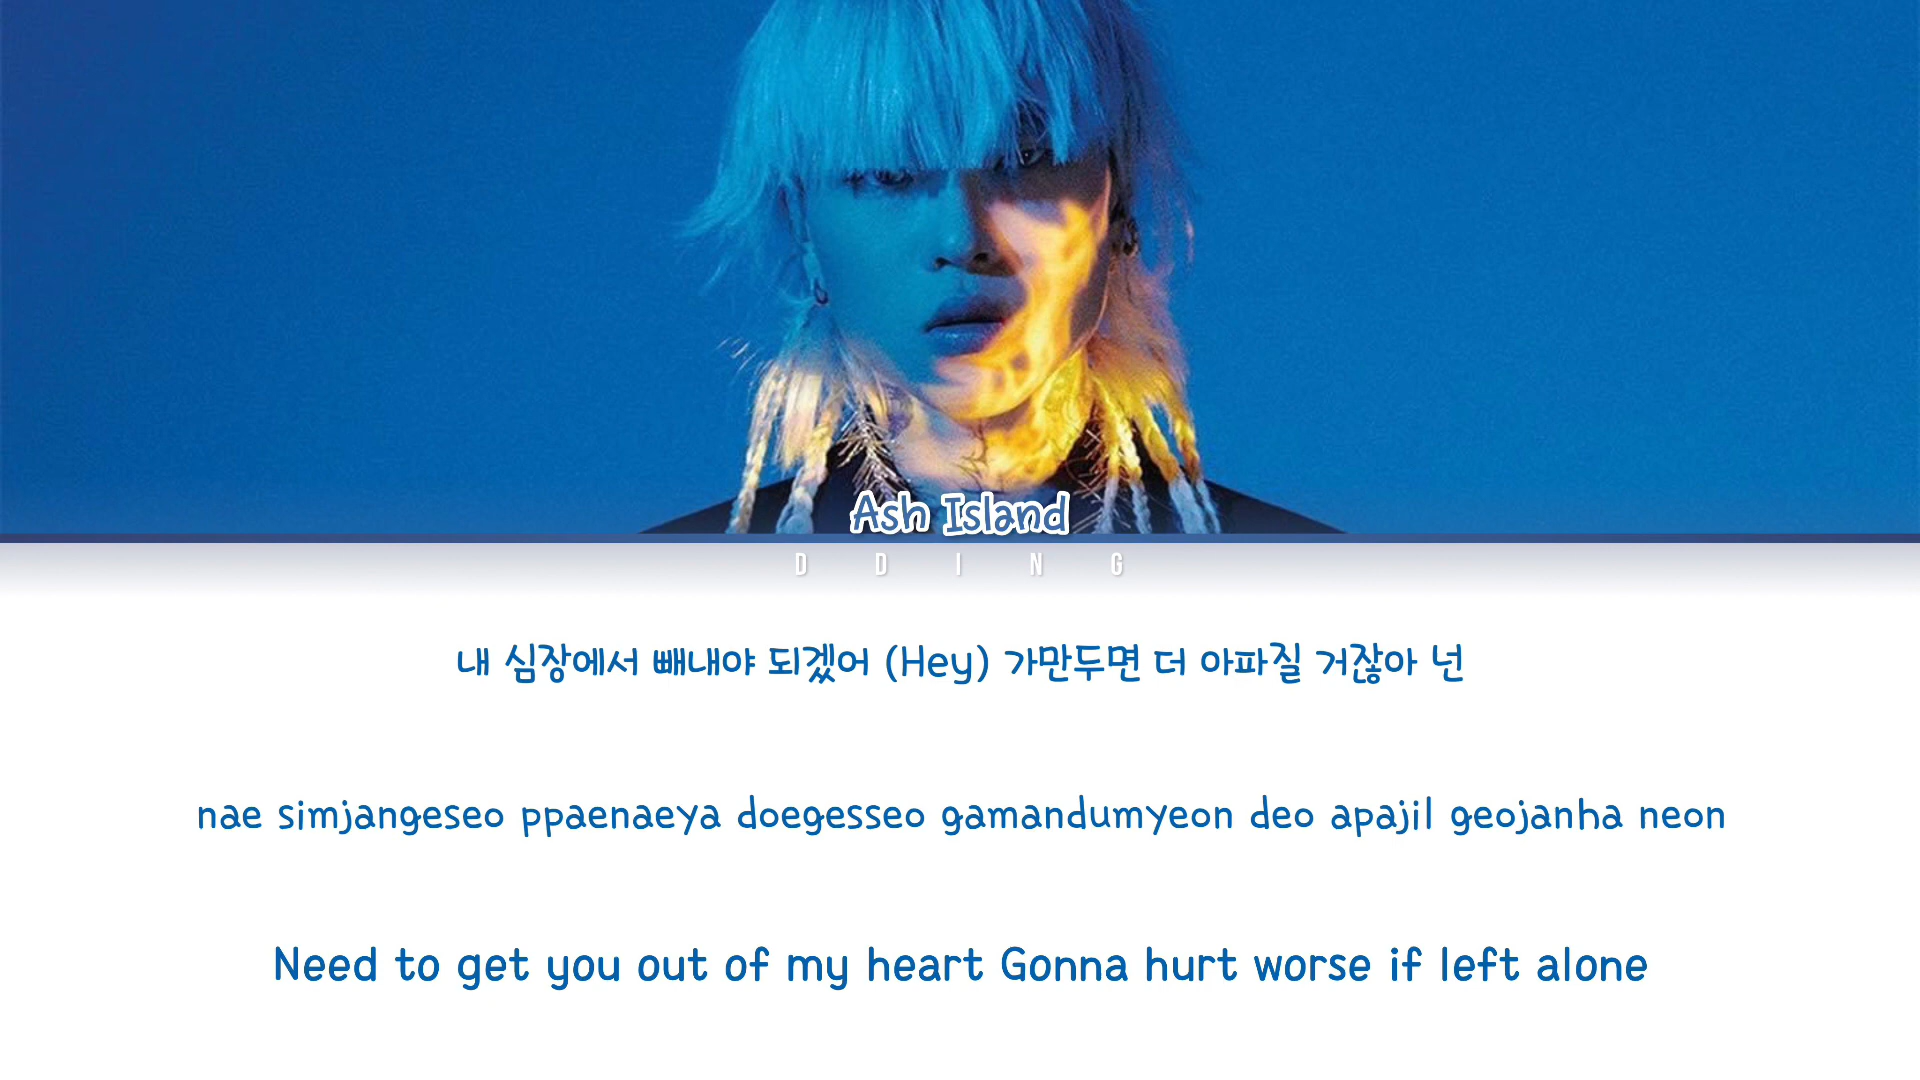 Ash Island
DDING
내 심장에서 빼내야 되겠어 (Hey) 가만두면 더 아파질 거잖아 넌
nae simjangeseo ppaenaeya doegesseo gamandumyeon deo apajil geojanha neon
Need to get you out of my heart Gonna hurt worse if left alone